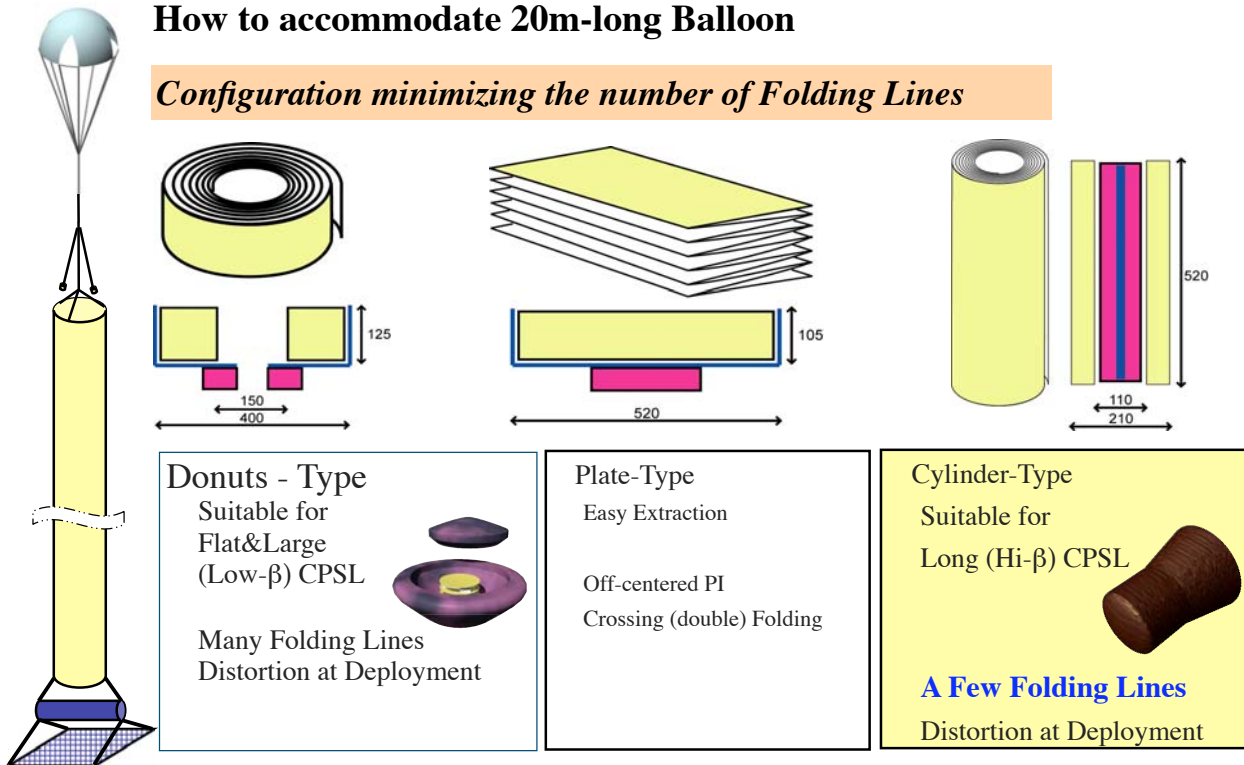 How to accommodate 20m-long Balloon
Configuration minimizing the number of Folding Lines
125
150
400
105
520
520
110
210
Donuts - Type
Suitable for
Flat&Large
(Low-β) CPSL
Many Folding Lines
Distortion at Deployment
Plate-Type
Easy Extraction
Off-centered PI
Crossing (double) Folding
Cylinder-Type
Suitable for
Long (Hi-β) CPSL
A Few Folding Lines
Distortion at Deployment